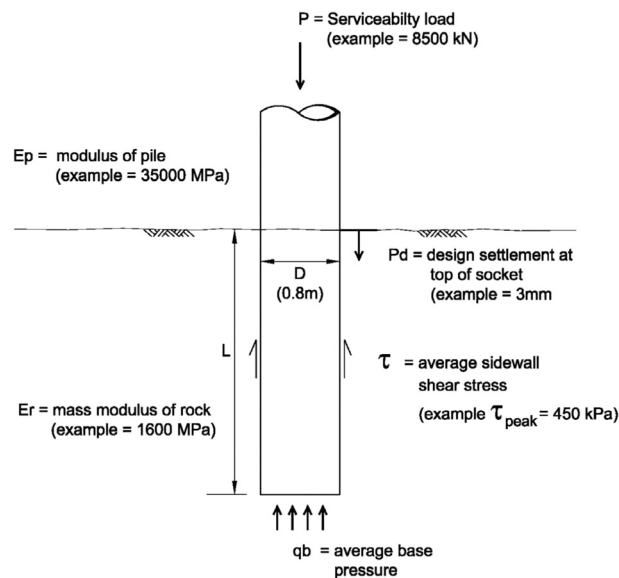 P = Serviceabilty load
(example = 8500 kN)
Ep = modulus of pile
(example = 35000 MPa)
Pd = design settlement at
top of socket
(example = 3mm
D
(0.8m)
L
τ = average sidewall
shear stress
(example τpeak = 450 kPa)
Er = mass modulus of rock
(example = 1600 MPa)
qb = average base
pressure